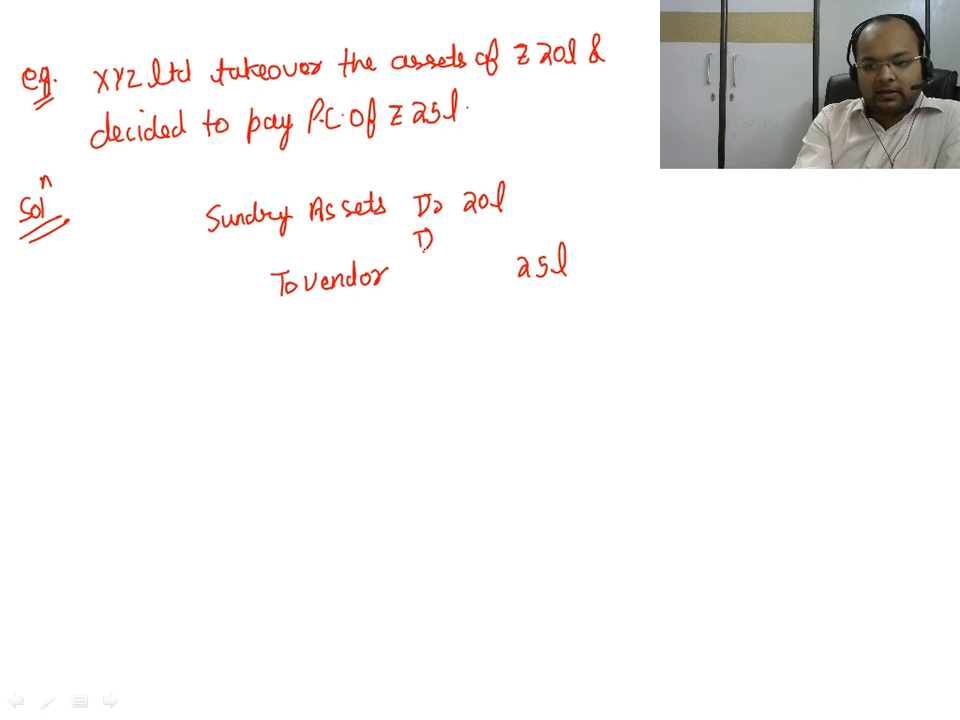 eg. XYZ ltd takeover the assets of ₹ 20l &
decided to pay P.C. of ₹ 25l.
Solⁿ
Sundry Assets Dr 20l
D
To vendor 25l